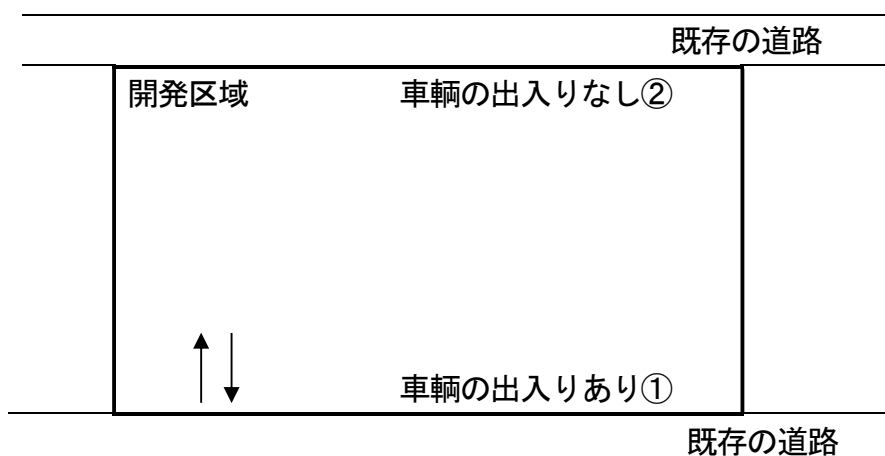 既存の道路
開発区域
車輌の出入りなし②
車輌の出入りあり①
既存の道路